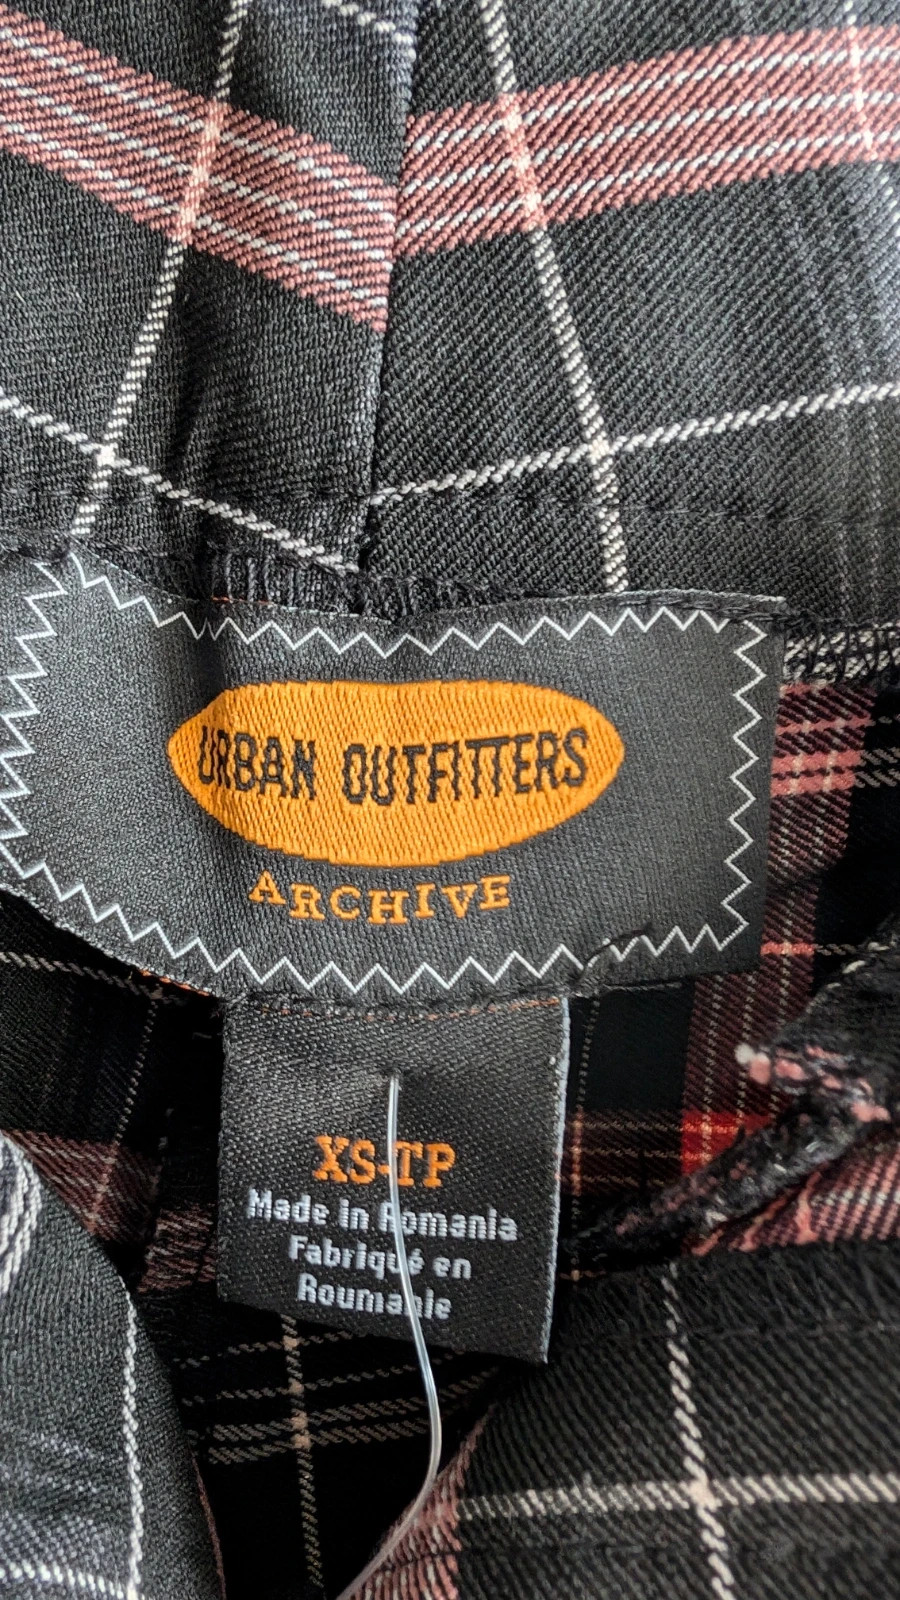 URBAN OUTFITTERS
ARCHIVE
XS-TP
Made in Romania
Fabriqué en
Roumanie